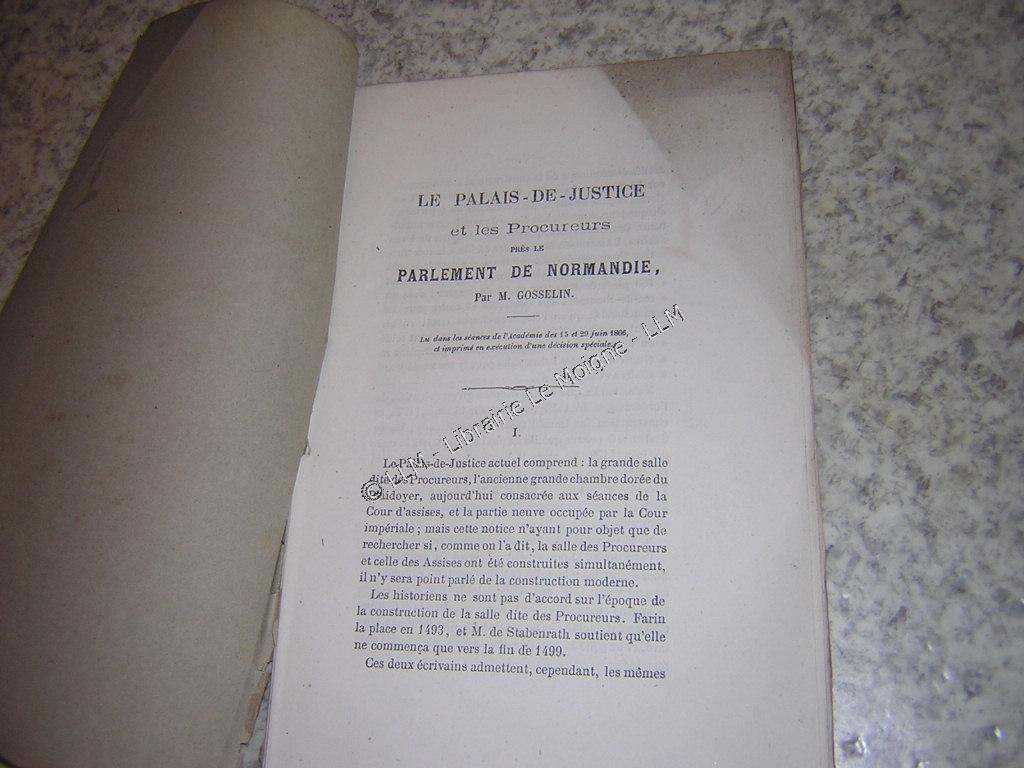 LE PALAIS-DE-JUSTICE
et les Procureurs
PRÈS LE
PARLEMENT DE NORMANDIE,
Par M. GOSSELIN.
Lu dans les séances de l'Académie des 15 et 29 juin 1866,
et imprimé en exécution d'une décision spéciale.
© LLM - Librairie Le Moigne - LLM
I.
Le Palais-de-Justice actuel comprend : la grande salle
dite des Procureurs, l'ancienne grande chambre dorée du
plaidoyer, aujourd'hui consacrée aux séances de la
Cour d'assises, et la partie neuve occupée par la Cour
impériale ; mais cette notice n'ayant pour objet que de
rechercher si, comme on l'a dit, la salle des Procureurs
et celle des Assises ont été construites simultanément,
il n'y sera point parlé de la construction moderne.
Les historiens ne sont pas d'accord sur l'époque de
la construction de la salle dite des Procureurs. Farin
la place en 1493, et M. de Stabenrath soutient qu'elle
ne commença que vers la fin de 1499.
Ces deux écrivains admettent, cependant, les mêmes